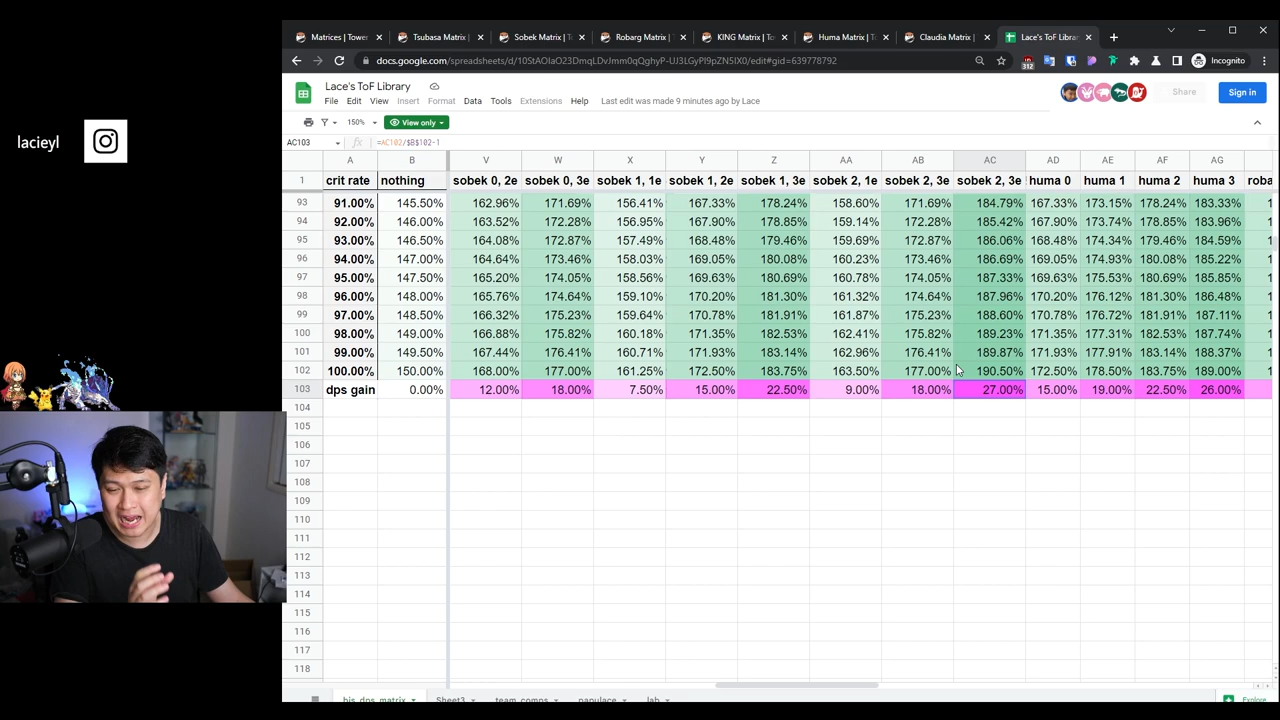 Matrices | Tower
Tsubasa Matrix |
Sobek Matrix | To
Robarg Matrix | T
KING Matrix | To
Huma Matrix | To
Claudia Matrix |
Lace's ToF Librar
Incognito
312
Lace's ToF Library
File Edit View Insert Format Data Tools Extensions Help Last edit was made 9 minutes ago by Lace
Share
Sign in
150%
View only
AC103
fx
=AC102/$B$102-1
lacieyl
A B V W X Y Z AA AB AC AD AE AF AG
1 crit rate nothing sobek 0, 2e sobek 0, 3e sobek 1, 1e sobek 1, 2e sobek 1, 3e sobek 2, 1e sobek 2, 3e sobek 2, 3e huma 0 huma 1 huma 2 huma 3 roba
93 91.00% 145.50% 162.96% 171.69% 156.41% 167.33% 178.24% 158.60% 171.69% 184.79% 167.33% 173.15% 178.24% 183.33%
94 92.00% 146.00% 163.52% 172.28% 156.95% 167.90% 178.85% 159.14% 172.28% 185.42% 167.90% 173.74% 178.85% 183.96%
95 93.00% 146.50% 164.08% 172.87% 157.49% 168.48% 179.46% 159.69% 172.87% 186.06% 168.48% 174.34% 179.46% 184.59%
96 94.00% 147.00% 164.64% 173.46% 158.03% 169.05% 180.08% 160.23% 173.46% 186.69% 169.05% 174.93% 180.08% 185.22%
97 95.00% 147.50% 165.20% 174.05% 158.56% 169.63% 180.69% 160.78% 174.05% 187.33% 169.63% 175.53% 180.69% 185.85%
98 96.00% 148.00% 165.76% 174.64% 159.10% 170.20% 181.30% 161.32% 174.64% 187.96% 170.20% 176.12% 181.30% 186.48%
99 97.00% 148.50% 166.32% 175.23% 159.64% 170.78% 181.91% 161.87% 175.23% 188.60% 170.78% 176.72% 181.91% 187.11%
100 98.00% 149.00% 166.88% 175.82% 160.18% 171.35% 182.53% 162.41% 175.82% 189.23% 171.35% 177.31% 182.53% 187.74%
101 99.00% 149.50% 167.44% 176.41% 160.71% 171.93% 183.14% 162.96% 176.41% 189.87% 171.93% 177.91% 183.14% 188.37%
102 100.00% 150.00% 168.00% 177.00% 161.25% 172.50% 183.75% 163.50% 177.00% 190.50% 172.50% 178.50% 183.75% 189.00%
103 dps gain 0.00% 12.00% 18.00% 7.50% 15.00% 22.50% 9.00% 18.00% 27.00% 15.00% 19.00% 22.50% 26.00%
104
105
106
107
108
109
110
111
112
113
114
115
116
117
118
bis_dps_matrix Sheet3 team_comps populace lab
Explore